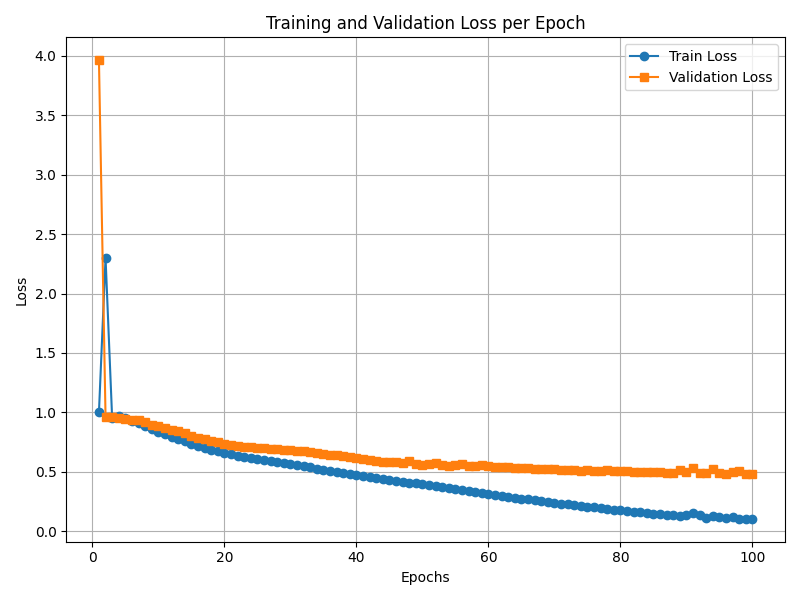 Training and Validation Loss per Epoch
Train Loss
Validation Loss
4.0
3.5
3.0
2.5
2.0
1.5
1.0
0.5
0.0
Loss
0 20 40 60 80 100
Epochs